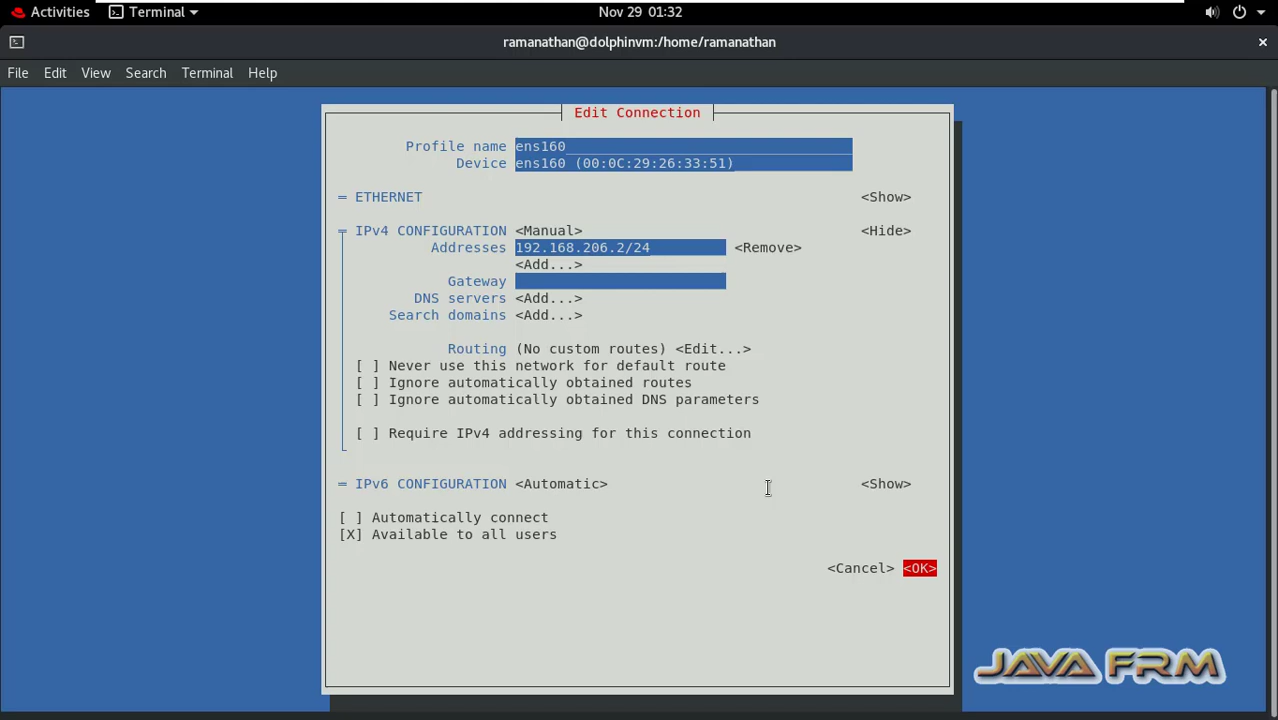 Activities Terminal Nov 29 01:32
ramanathan@dolphinvm:/home/ramanathan ×
File Edit View Search Terminal Help
Edit Connection
Profile name ens160
Device ens160 (00:0C:29:26:33:51)
= ETHERNET <Show>
IPv4 CONFIGURATION <Manual> <Hide>
Addresses 192.168.206.2/24 <Remove>
<Add...>
Gateway
DNS servers <Add...>
Search domains <Add...>
Routing (No custom routes) <Edit...>
[ ] Never use this network for default route
[ ] Ignore automatically obtained routes
[ ] Ignore automatically obtained DNS parameters
[ ] Require IPv4 addressing for this connection
= IPv6 CONFIGURATION <Automatic> <Show>
[ ] Automatically connect
[X] Available to all users
<Cancel> <OK>
JAVA FRM